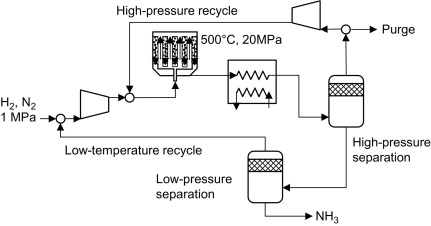 High-pressure recycle
500°C, 20MPa
Purge
H2, N2
1 MPa
Low-temperature recycle
High-pressure
separation
Low-pressure
separation
NH3